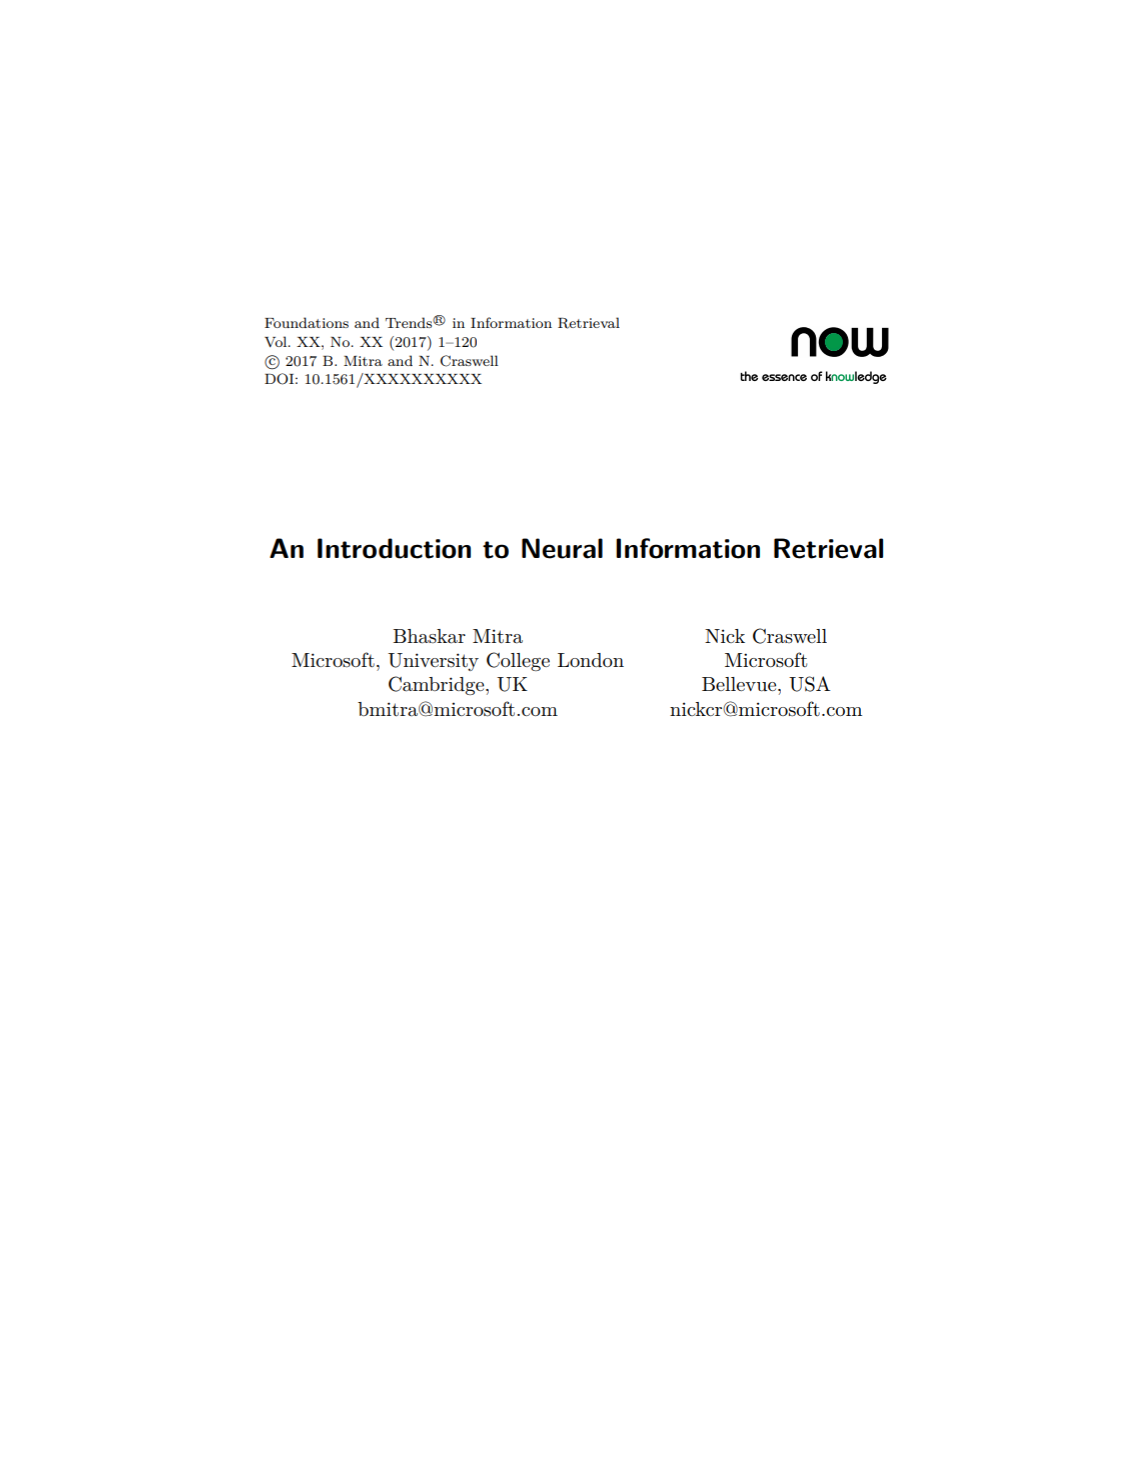 Foundations and Trends® in Information Retrieval
Vol. XX, No. XX (2017) 1–120
© 2017 B. Mitra and N. Craswell
DOI: 10.1561/XXXXXXXXXX
now
the essence of knowledge
An Introduction to Neural Information Retrieval
Bhaskar Mitra
Microsoft, University College London
Cambridge, UK
bmitra@microsoft.com
Nick Craswell
Microsoft
Bellevue, USA
nickcr@microsoft.com